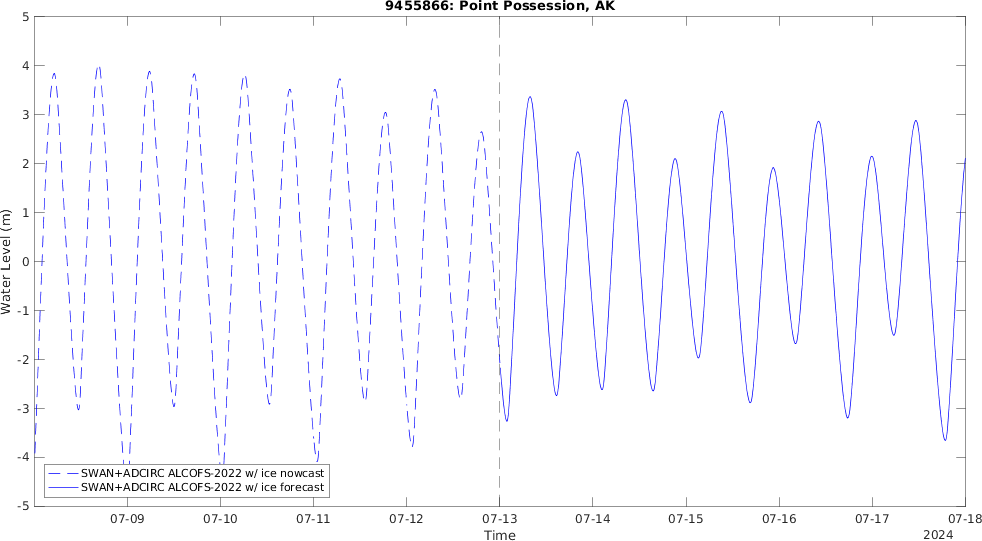 9455866: Point Possession, AK
5
4
3
2
1
0
-1
-2
-3
-4
-5
Water Level (m)
SWAN+ADCIRC ALCOFS-2022 w/ ice nowcast
SWAN+ADCIRC ALCOFS-2022 w/ ice forecast
07-09 07-10 07-11 07-12 07-13 07-14 07-15 07-16 07-17 07-18
Time
2024